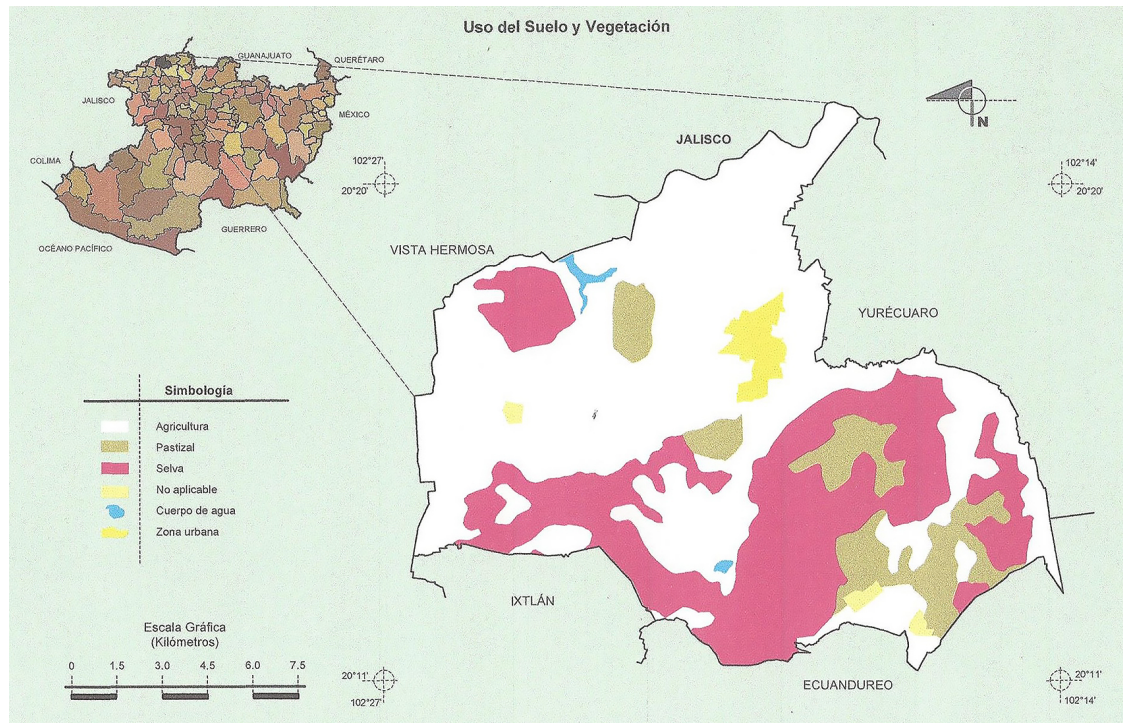 Uso del Suelo y Vegetación
GUANAJUATO
QUERÉTARO
JALISCO
MÉXICO
COLIMA
GUERRERO
OCÉANO PACÍFICO
N
102°27'
20°20'
102°14'
20°20'
JALISCO
VISTA HERMOSA
YURÉCUARO
Simbología
Agricultura
Pastizal
Selva
No aplicable
Cuerpo de agua
Zona urbana
IXTLÁN
ECUANDUREO
Escala Gráfica
(Kilómetros)
0 1.5 3.0 4.5 6.0 7.5
20°11'
102°27'
20°11'
102°14'